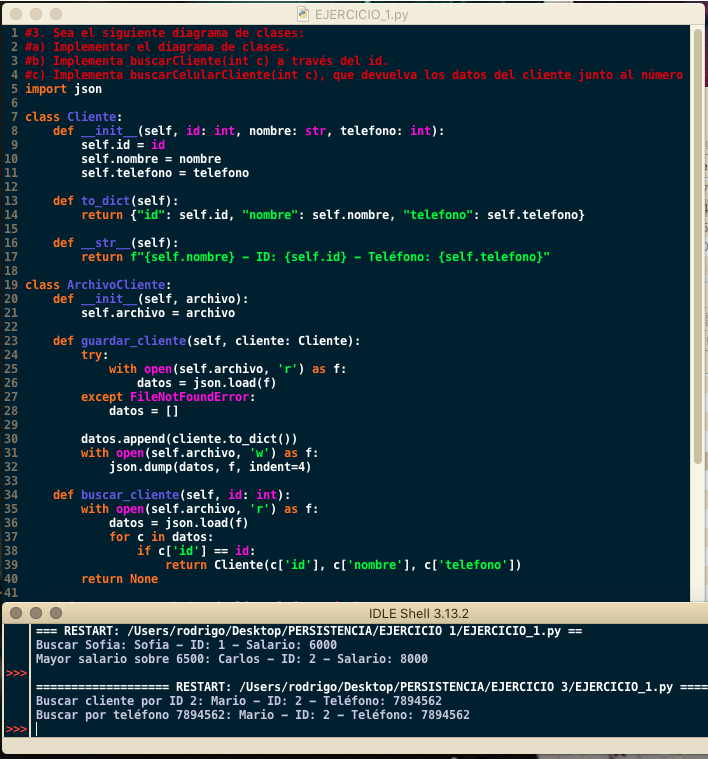 EJERCICIO_1.py
1 #3. Sea el siguiente diagrama de clases:
2 #a) Implementar el diagrama de clases.
3 #b) Implementa buscarCliente(int c) a través del id.
4 #c) Implementa buscarCelularCliente(int c), que devuelva los datos del cliente junto al número
5 import json
6
7 class Cliente:
8     def __init__(self, id: int, nombre: str, telefono: int):
9         self.id = id
10         self.nombre = nombre
11         self.telefono = telefono
12
13     def to_dict(self):
14         return {"id": self.id, "nombre": self.nombre, "telefono": self.telefono}
15
16     def __str__(self):
17         return f"{self.nombre} – ID: {self.id} – Teléfono: {self.telefono}"
18
19 class ArchivoCliente:
20     def __init__(self, archivo):
21         self.archivo = archivo
22
23     def guardar_cliente(self, cliente: Cliente):
24         try:
25             with open(self.archivo, 'r') as f:
26                 datos = json.load(f)
27         except FileNotFoundError:
28             datos = []
29
30         datos.append(cliente.to_dict())
31         with open(self.archivo, 'w') as f:
32             json.dump(datos, f, indent=4)
33
34     def buscar_cliente(self, id: int):
35         with open(self.archivo, 'r') as f:
36             datos = json.load(f)
37             for c in datos:
38                 if c['id'] == id:
39                     return Cliente(c['id'], c['nombre'], c['telefono'])
40         return None
41
IDLE Shell 3.13.2
=== RESTART: /Users/rodrigo/Desktop/PERSISTENCIA/EJERCICIO 1/EJERCICIO_1.py ==
Buscar Sofia: Sofia – ID: 1 – Salario: 6000
Mayor salario sobre 6500: Carlos – ID: 2 – Salario: 8000
>>>
=================== RESTART: /Users/rodrigo/Desktop/PERSISTENCIA/EJERCICIO 3/EJERCICIO_1.py ====
Buscar cliente por ID 2: Mario – ID: 2 – Teléfono: 7894562
Buscar por teléfono 7894562: Mario – ID: 2 – Teléfono: 7894562
>>>